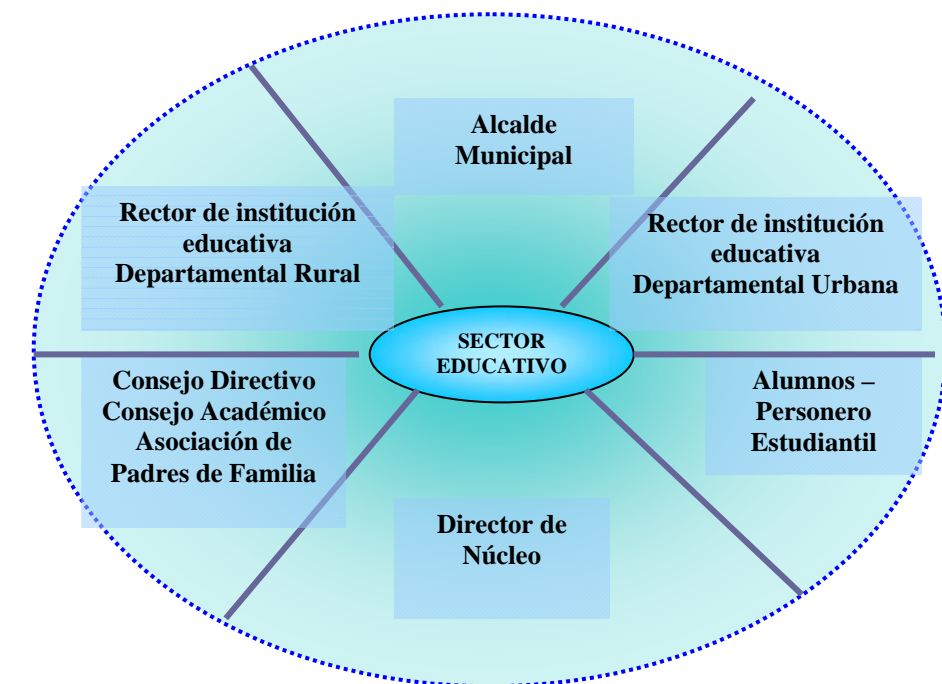 Alcalde
Municipal
Rector de institución
educativa
Departamental Rural
Rector de institución
educativa
Departamental Urbana
SECTOR
EDUCATIVO
Consejo Directivo
Consejo Académico
Asociación de
Padres de Familia
Alumnos –
Personero
Estudiantil
Director de
Núcleo